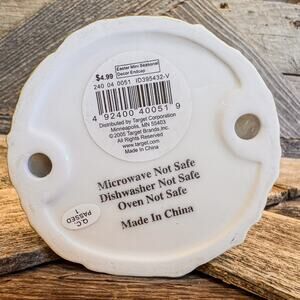 $4.99
Easter Mini Seasonal
Decor Endcap
240 04 0051 ID395432-V
4 92400 40051 9
Distributed by Target Corporation
Minneapolis, MN 55403
©2005 Target Brands,Inc.
All Rights Reserved
www.target.com
Made in China
Microwave Not Safe
Dishwasher Not Safe
Oven Not Safe
Made In China
Q.C
PASSED
1